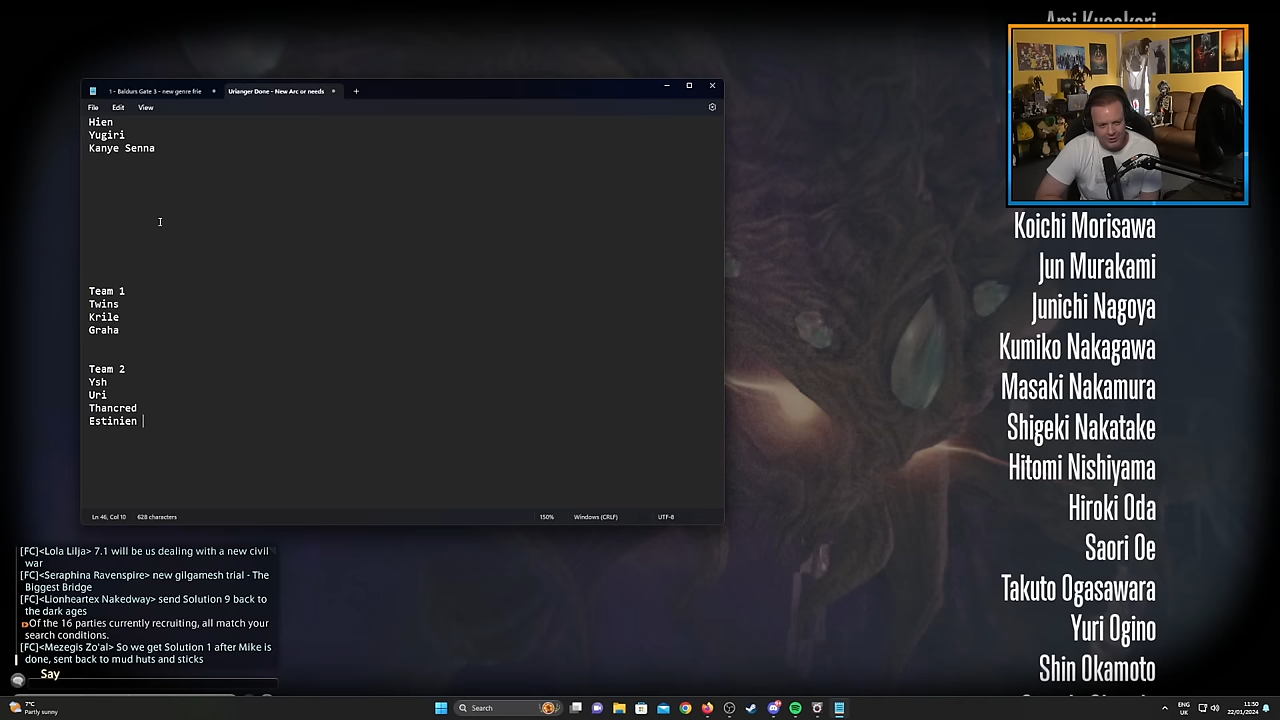 1 - Baldurs Gate 3 - new genre frie
Urianger Done - New Arc or needs
File Edit View
Hien
Yugiri
Kanye Senna
Team 1
Twins
Krile
Graha
Team 2
Ysh
Uri
Thancred
Estinien
Ln 46, Col 10 628 characters 150% Windows (CRLF) UTF-8
Ami Kusakari
Koichi Morisawa
Jun Murakami
Junichi Nagoya
Kumiko Nakagawa
Masaki Nakamura
Shigeki Nakatake
Hitomi Nishiyama
Hiroki Oda
Saori Oe
Takuto Ogasawara
Yuri Ogino
Shin Okamoto
[FC]<Lola Lilja> 7.1 will be us dealing with a new civil
war
[FC]<Seraphina Ravenspire> new gilgamesh trial - The
Biggest Bridge
[FC]<Lionheartex Nakedway> send Solution 9 back to
the dark ages
Of the 16 parties currently recruiting, all match your
search conditions.
[FC]<Mezegis Zo'al> So we get Solution 1 after Mike is
done, sent back to mud huts and sticks
Say
7°C
Partly sunny
Search
ENG
UK
11:50
22/01/2024